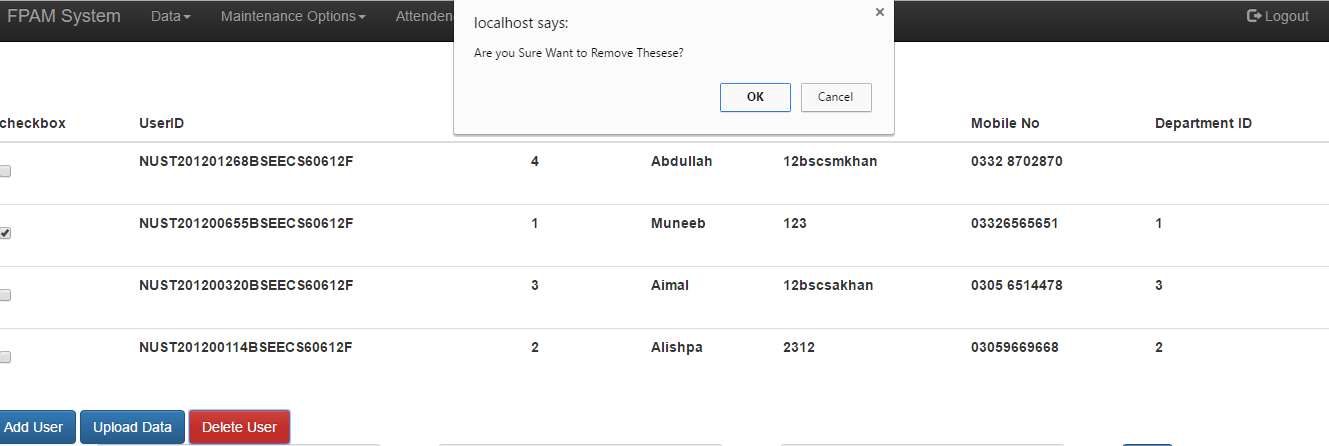 FPAM System Data Maintenance Options Attenden Logout
localhost says:
Are you Sure Want to Remove Thesese?
OK Cancel
checkbox UserID Mobile No Department ID
NUST201201268BSEECS60612F 4 Abdullah 12bscsmkhan 0332 8702870
NUST201200655BSEECS60612F 1 Muneeb 123 03326565651 1
NUST201200320BSEECS60612F 3 Aimal 12bscsakhan 0305 6514478 3
NUST201200114BSEECS60612F 2 Alishpa 2312 03059669668 2
Add User Upload Data Delete User